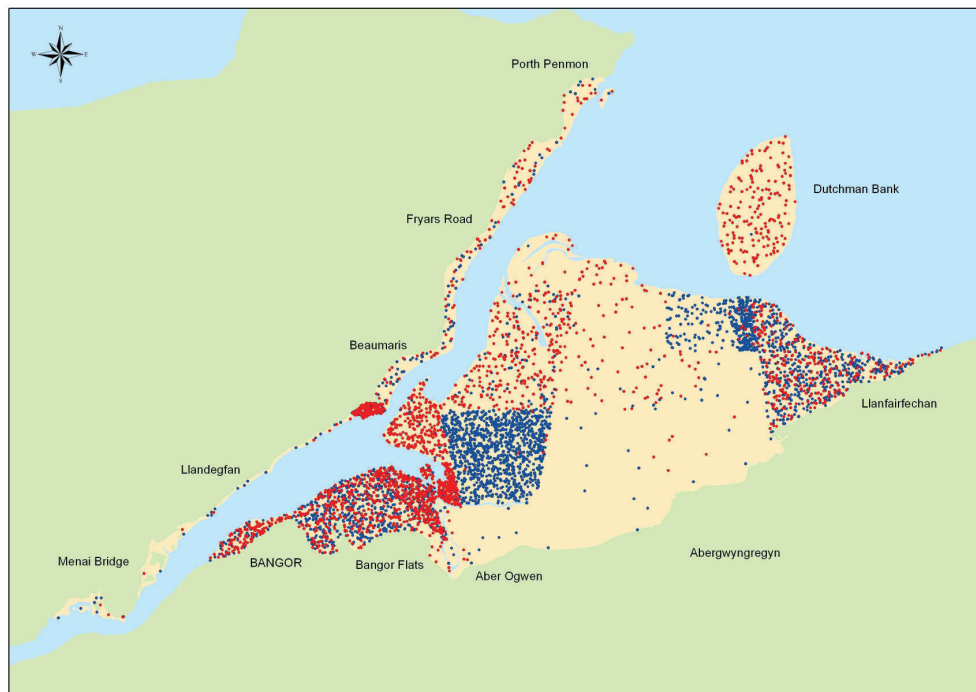 N
W E
S
Porth Penmon
Dutchman Bank
Fryars Road
Beaumaris
Llanfairfechan
Llandegfan
Menai Bridge
BANGOR
Bangor Flats
Aber Ogwen
Abergwyngregyn